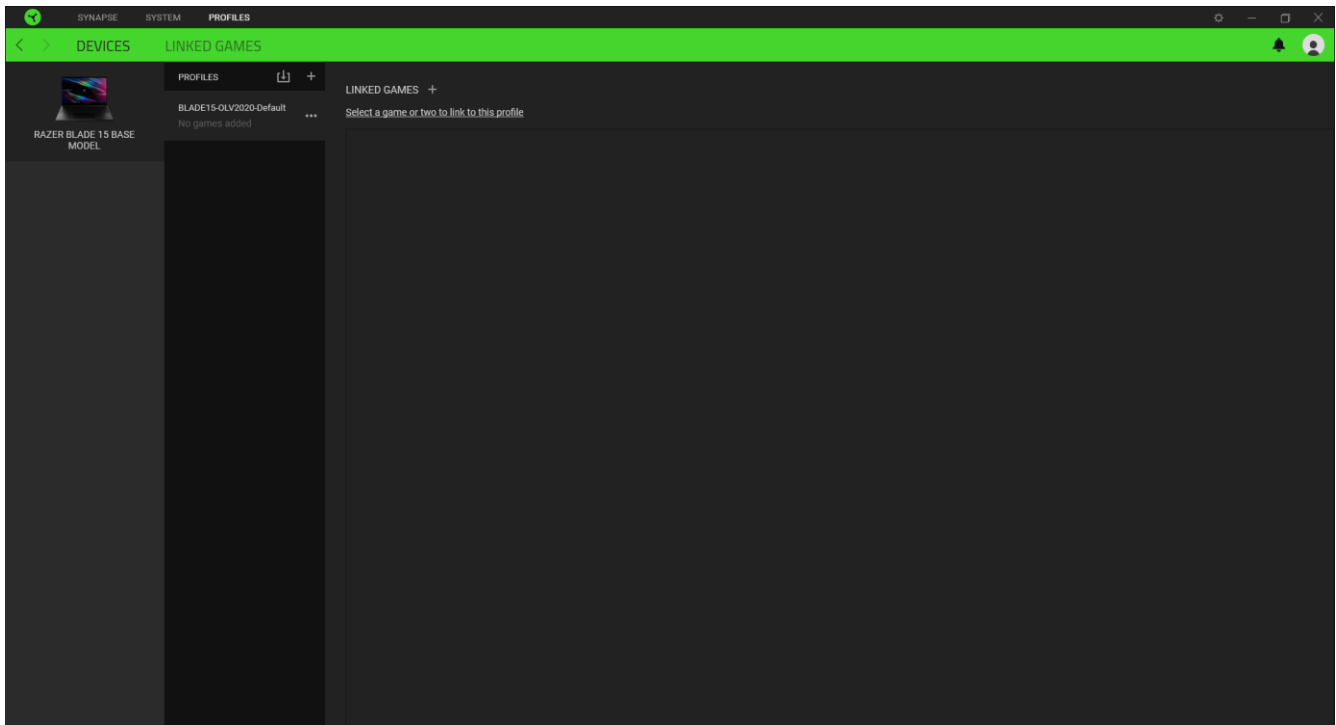 SYNAPSE SYSTEM PROFILES
DEVICES LINKED GAMES
RAZER BLADE 15 BASE
MODEL
PROFILES
BLADE15-OLV2020-Default
No games added
LINKED GAMES
Select a game or two to link to this profile